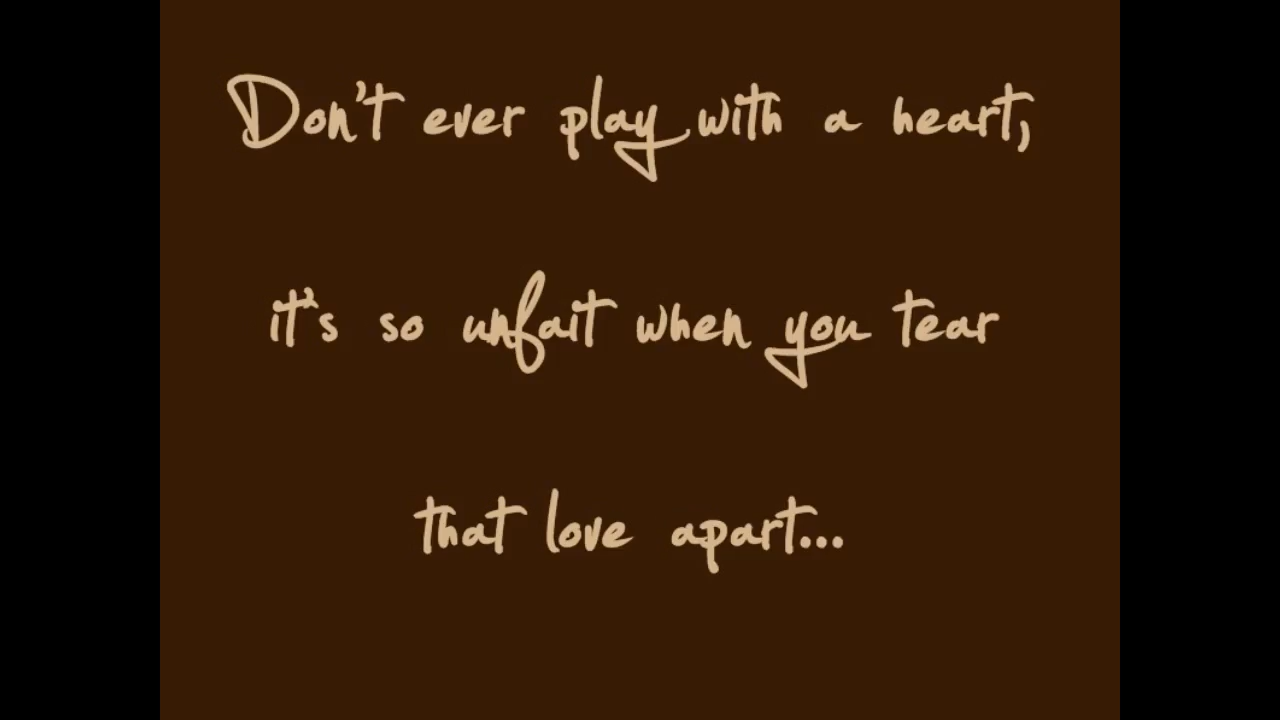 Don't ever play with a heart;
it's so unfait when you tear
that love apart...